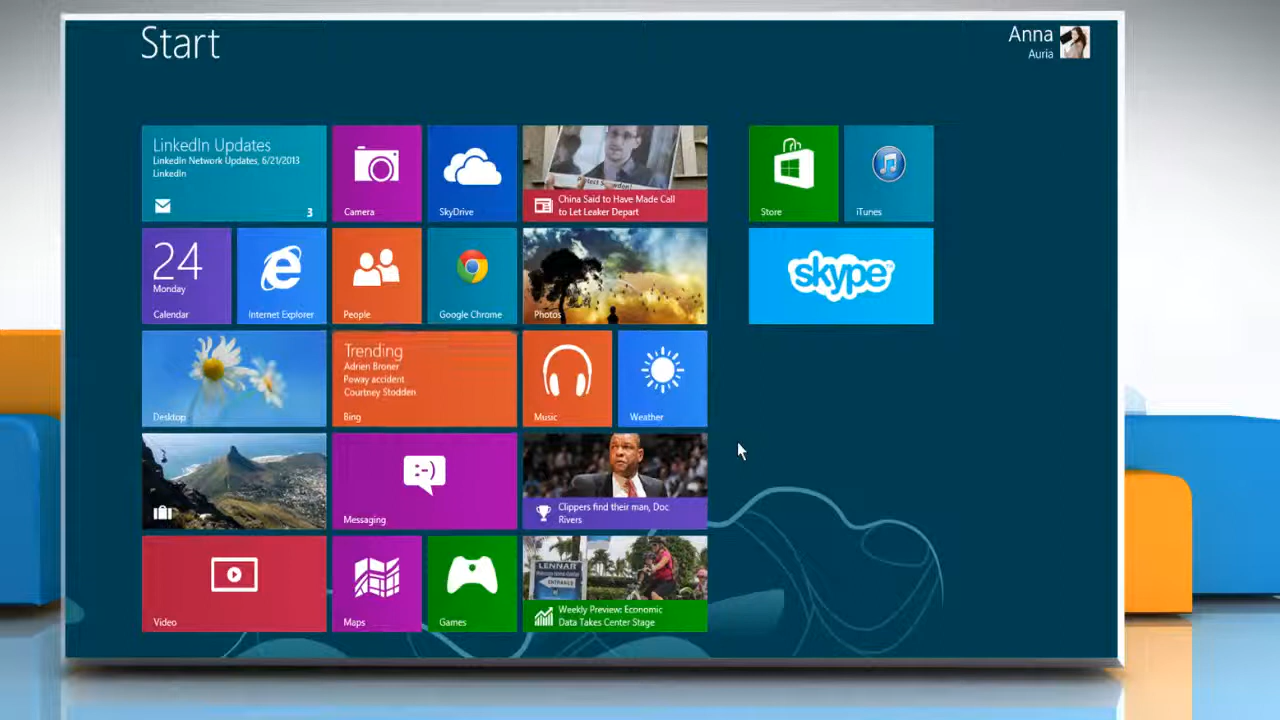 Start
Anna
Auria
LinkedIn Updates
LinkedIn Network Updates, 6/21/2013
LinkedIn
3
Camera
SkyDrive
China Said to Have Made Call
to Let Leaker Depart
Store
iTunes
24
Monday
Calendar
Internet Explorer
People
Google Chrome
Photos
skype
Desktop
Trending
Adrien Broner
Poway accident
Courtney Stodden
Bing
Music
Weather
Messaging
:-)
Clippers find their man, Doc
Rivers
Video
Maps
Games
LENNAR
ENTRANCE
Weekly Preview: Economic
Data Takes Center Stage